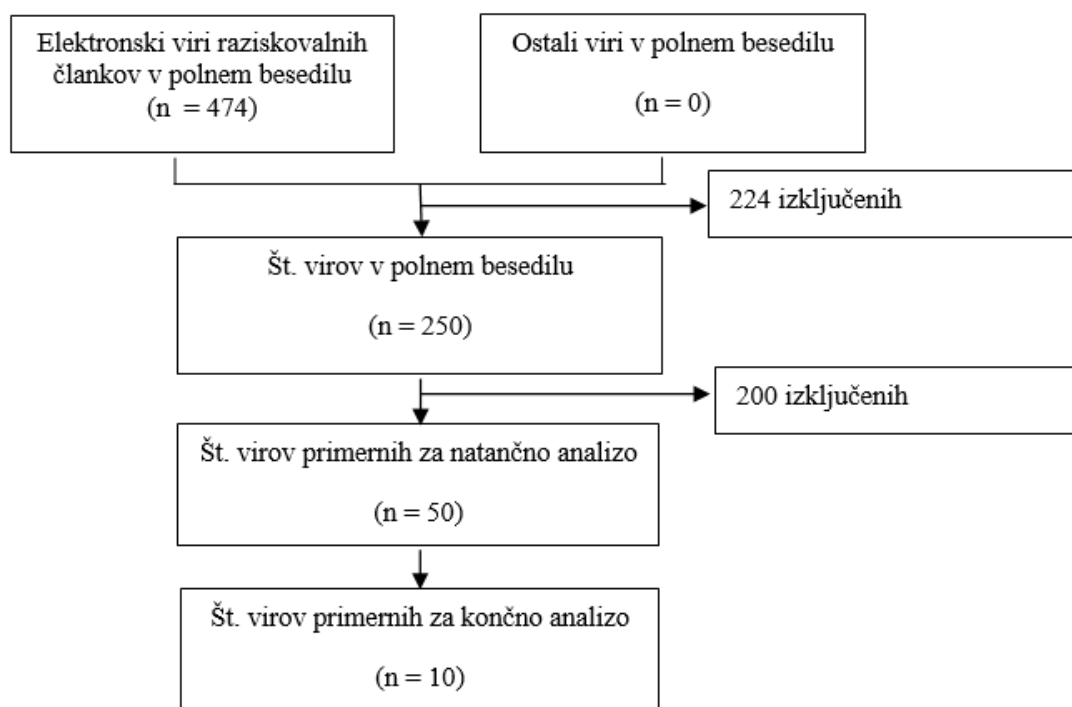 Elektronski viri raziskovalnih
člankov v polnem besedilu
(n = 474)
Ostali viri v polnem besedilu
(n = 0)
224 izključenih
Št. virov v polnem besedilu
(n = 250)
200 izključenih
Št. virov primernih za natančno analizo
(n = 50)
Št. virov primernih za končno analizo
(n = 10)